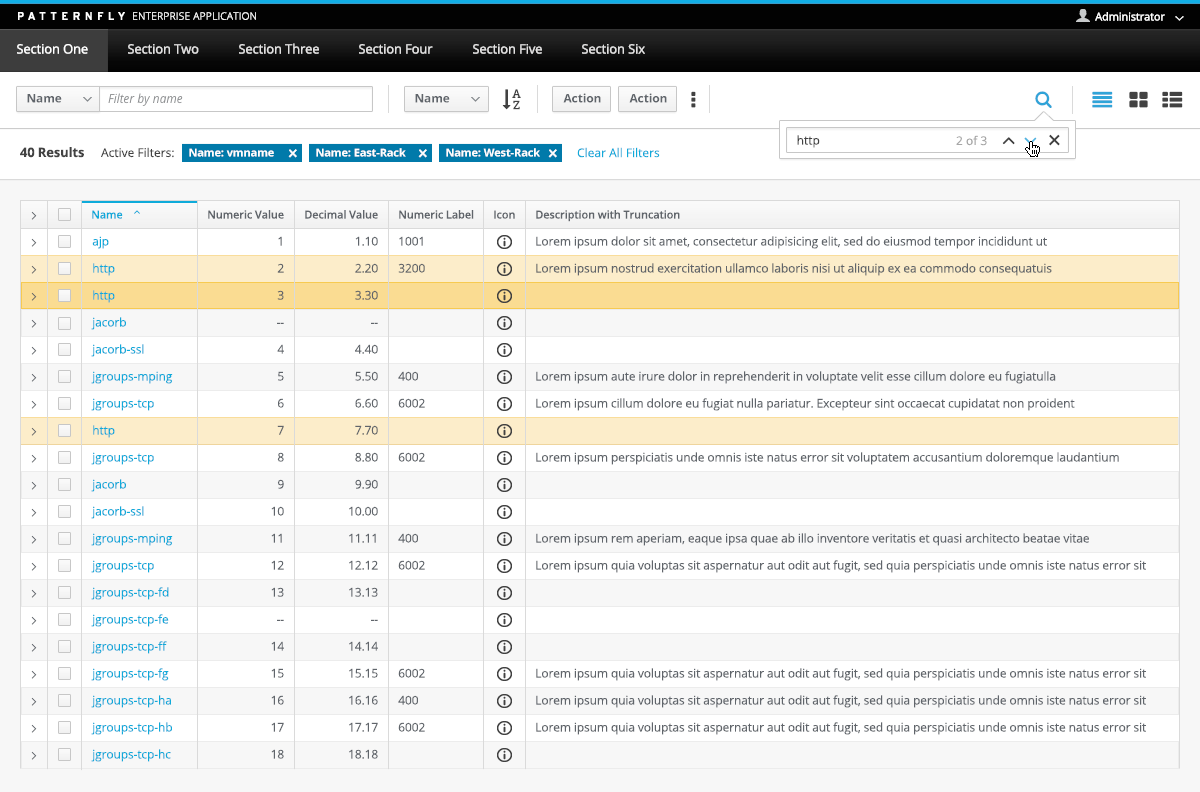 PATTERNFLY ENTERPRISE APPLICATION Administrator
Section One Section Two Section Three Section Four Section Five Section Six
Name Filter by name Name A Z Action Action
http 2 of 3
40 Results Active Filters: Name: vmname × Name: East-Rack × Name: West-Rack × Clear All Filters
Name Numeric Value Decimal Value Numeric Label Icon Description with Truncation
ajp 1 1.10 1001 Lorem ipsum dolor sit amet, consectetur adipisicing elit, sed do eiusmod tempor incididunt ut
http 2 2.20 3200 Lorem ipsum nostrud exercitation ullamco laboris nisi ut aliquip ex ea commodo consequatuis
http 3 3.30
jacorb -- --
jacorb-ssl 4 4.40
jgroups-mping 5 5.50 400 Lorem ipsum aute irure dolor in reprehenderit in voluptate velit esse cillum dolore eu fugiatulla
jgroups-tcp 6 6.60 6002 Lorem ipsum cillum dolore eu fugiat nulla pariatur. Excepteur sint occaecat cupidatat non proident
http 7 7.70
jgroups-tcp 8 8.80 6002 Lorem ipsum perspiciatis unde omnis iste natus error sit voluptatem accusantium doloremque laudantium
jacorb 9 9.90
jacorb-ssl 10 10.00
jgroups-mping 11 11.11 400 Lorem ipsum rem aperiam, eaque ipsa quae ab illo inventore veritatis et quasi architecto beatae vitae
jgroups-tcp 12 12.12 6002 Lorem ipsum quia voluptas sit aspernatur aut odit aut fugit, sed quia perspiciatis unde omnis iste natus error sit
jgroups-tcp-fd 13 13.13
jgroups-tcp-fe -- --
jgroups-tcp-ff 14 14.14
jgroups-tcp-fg 15 15.15 6002 Lorem ipsum quia voluptas sit aspernatur aut odit aut fugit, sed quia perspiciatis unde omnis iste natus error sit
jgroups-tcp-ha 16 16.16 400 Lorem ipsum quia voluptas sit aspernatur aut odit aut fugit, sed quia perspiciatis unde omnis iste natus error sit
jgroups-tcp-hb 17 17.17 6002 Lorem ipsum quia voluptas sit aspernatur aut odit aut fugit, sed quia perspiciatis unde omnis iste natus error sit
jgroups-tcp-hc 18 18.18